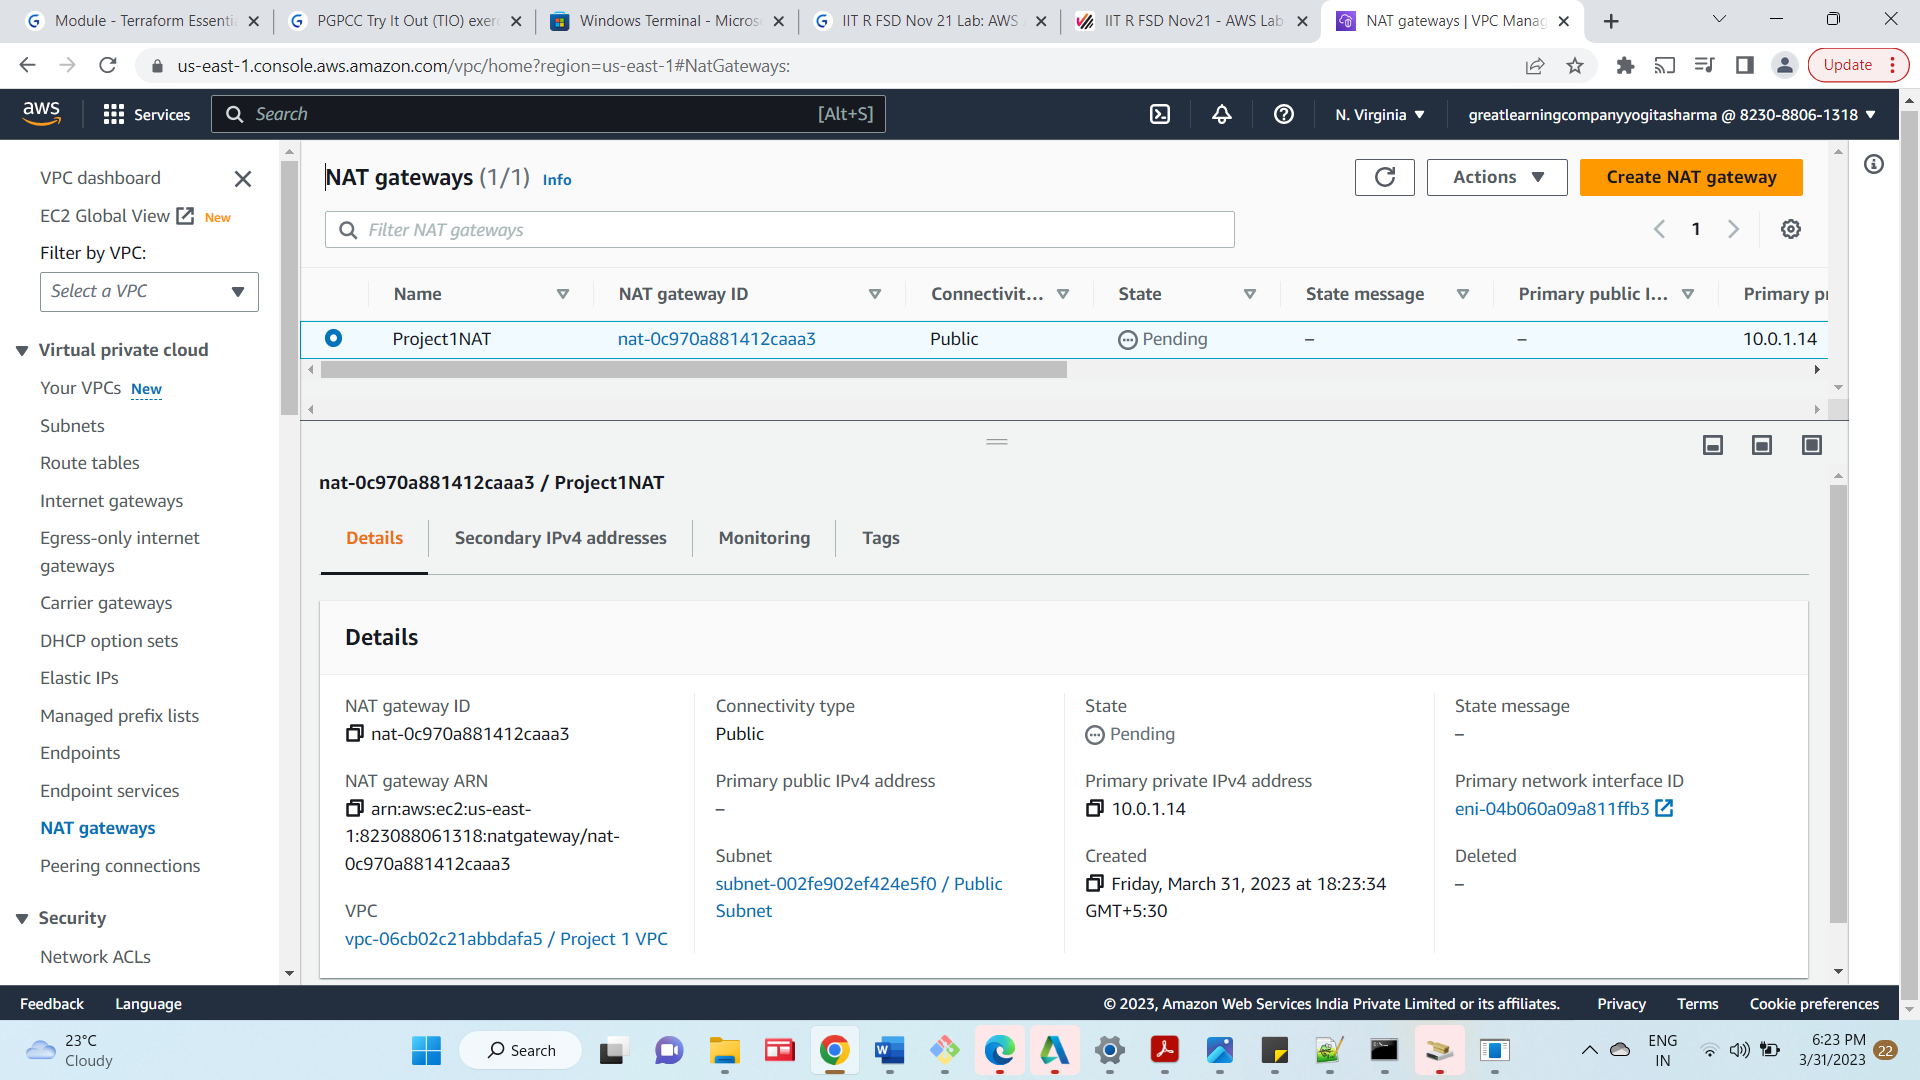 Module - Terraform Essentia
PGPCC Try It Out (TIO) exer
Windows Terminal - Micros
IIT R FSD Nov 21 Lab: AWS
IIT R FSD Nov21 - AWS Lab
NAT gateways | VPC Manag
us-east-1.console.aws.amazon.com/vpc/home?region=us-east-1#NatGateways:
Update
aws
Services
Search
[Alt+S]
N. Virginia
greatlearningcompanyyogitasharma @ 8230-8806-1318
VPC dashboard
EC2 Global View New
Filter by VPC:
Select a VPC
Virtual private cloud
Your VPCs New
Subnets
Route tables
Internet gateways
Egress-only internet
gateways
Carrier gateways
DHCP option sets
Elastic IPs
Managed prefix lists
Endpoints
Endpoint services
NAT gateways
Peering connections
Security
Network ACLs
NAT gateways (1/1) Info
Actions
Create NAT gateway
Filter NAT gateways
1
Name NAT gateway ID Connectivit... State State message Primary public I... Primary pr
Project1NAT nat-0c970a881412caaa3 Public Pending – – 10.0.1.14
nat-0c970a881412caaa3 / Project1NAT
Details Secondary IPv4 addresses Monitoring Tags
Details
NAT gateway ID
nat-0c970a881412caaa3
NAT gateway ARN
arn:aws:ec2:us-east-
1:823088061318:natgateway/nat-
0c970a881412caaa3
VPC
vpc-06cb02c21abbdafa5 / Project 1 VPC
Connectivity type
Public
Primary public IPv4 address
–
Subnet
subnet-002fe902ef424e5f0 / Public
Subnet
State
Pending
Primary private IPv4 address
10.0.1.14
Created
Friday, March 31, 2023 at 18:23:34
GMT+5:30
State message
–
Primary network interface ID
eni-04b060a09a811ffb3
Deleted
–
Feedback Language
© 2023, Amazon Web Services India Private Limited or its affiliates. Privacy Terms Cookie preferences
23°C
Cloudy
Search
ENG
IN
6:23 PM
3/31/2023
22